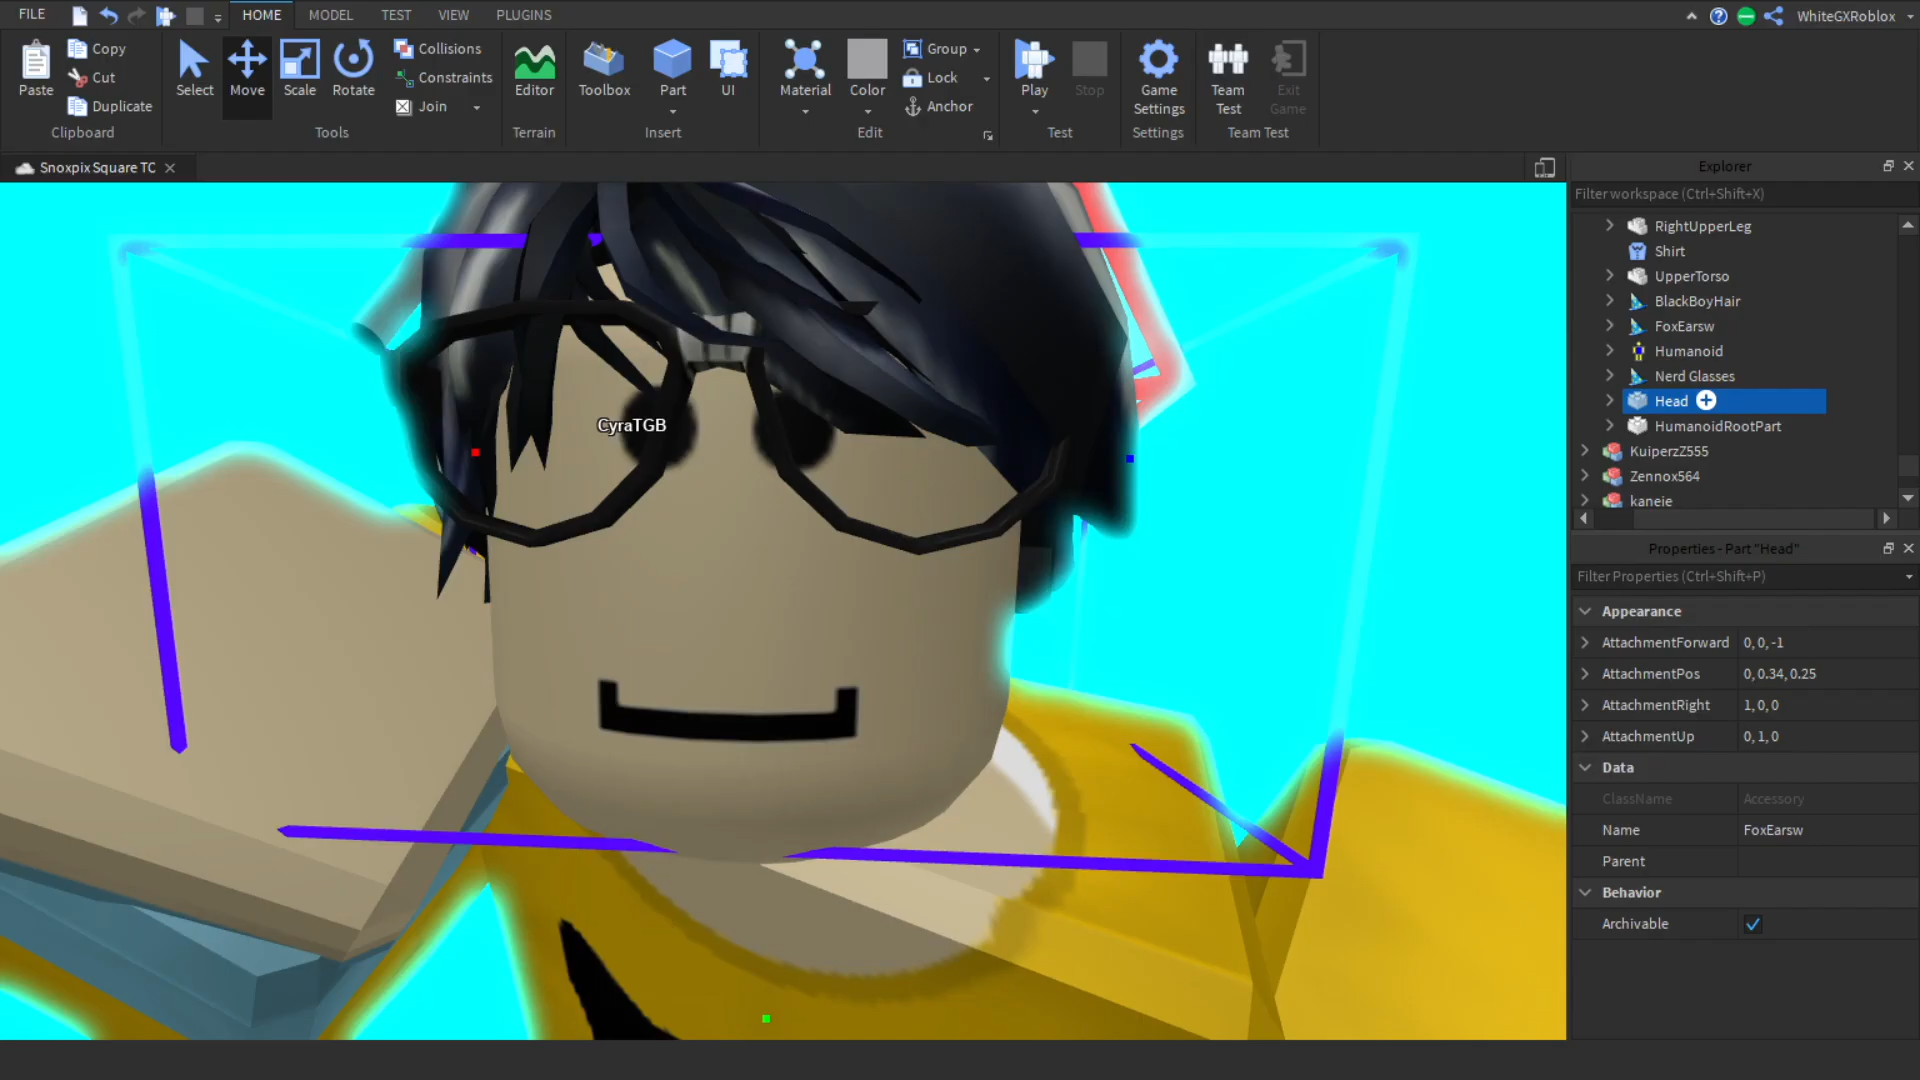 FILE HOME MODEL TEST VIEW PLUGINS WhiteGXRoblox
Paste
Copy
Cut
Duplicate
Clipboard
Select Move Scale Rotate
Collisions
Constraints
Join
Tools
Editor
Terrain
Toolbox Part UI
Insert
Material Color
Group
Lock
Anchor
Edit
Play Stop
Test
Game
Settings
Settings
Team
Test
Exit
Game
Team Test
Snoxpix Square TC
CyraTGB
Explorer
Filter workspace (Ctrl+Shift+X)
RightUpperLeg
Shirt
UpperTorso
BlackBoyHair
FoxEarsw
Humanoid
Nerd Glasses
Head
HumanoidRootPart
KuiperzZ555
Zennox564
kaneie
Properties - Part "Head"
Filter Properties (Ctrl+Shift+P)
Appearance
AttachmentForward 0, 0, -1
AttachmentPos 0, 0.34, 0.25
AttachmentRight 1, 0, 0
AttachmentUp 0, 1, 0
Data
ClassName Accessory
Name FoxEarsw
Parent
Behavior
Archivable